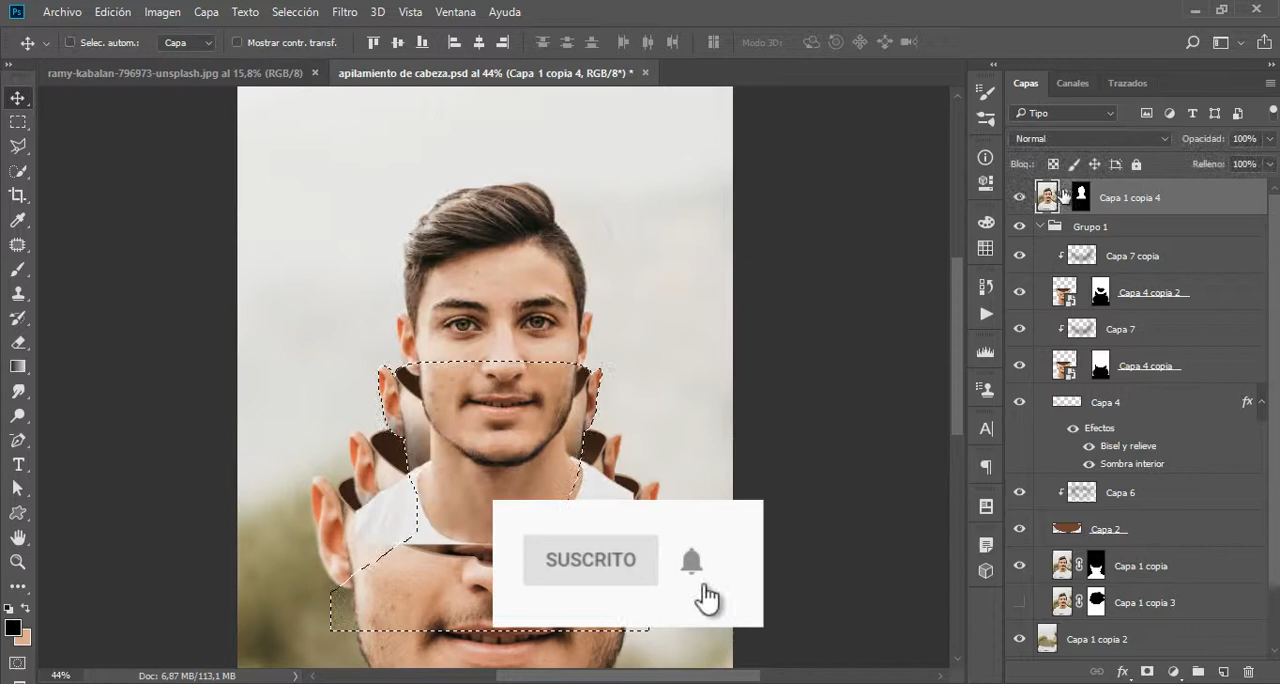 Ps Archivo Edición Imagen Capa Texto Selección Filtro 3D Vista Ventana Ayuda
Selec. autom.: Capa Mostrar contr. transf. Modo 3D:
ramy-kabalan-796973-unsplash.jpg al 15,8% (RGB/8) × apilamiento de cabeza.psd al 44% (Capa 1 copia 4, RGB/8*) * ×
Capas Canales Trazados
Tipo
Normal Opacidad: 100%
Bloq.: Relleno: 100%
Capa 1 copia 4
Grupo 1
Capa 7 copia
Capa 4 copia 2
Capa 7
Capa 4 copia
Capa 4 fx
Efectos
Bisel y relieve
Sombra interior
Capa 6
Capa 2
Capa 1 copia
Capa 1 copia 3
Capa 1 copia 2
SUSCRITO
44% Doc: 6,87 MB/113,1 MB
fx